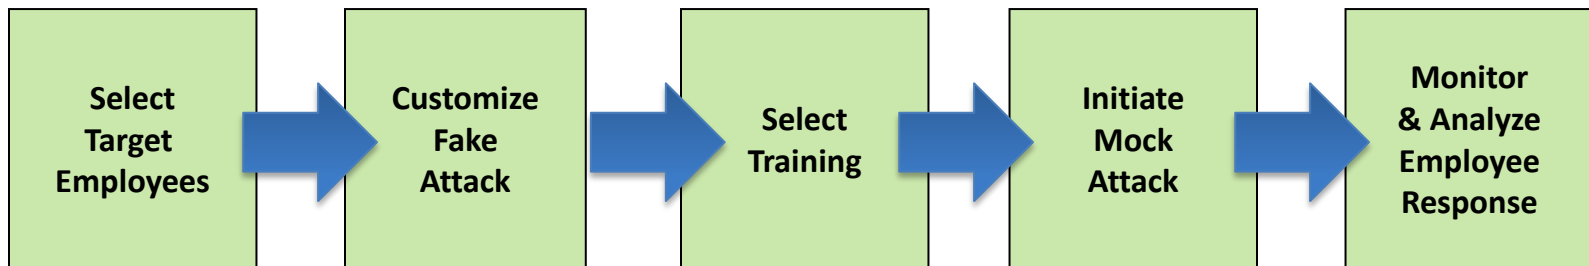 Select
Target
Employees
Customize
Fake
Attack
Select
Training
Initiate
Mock
Attack
Monitor
& Analyze
Employee
Response